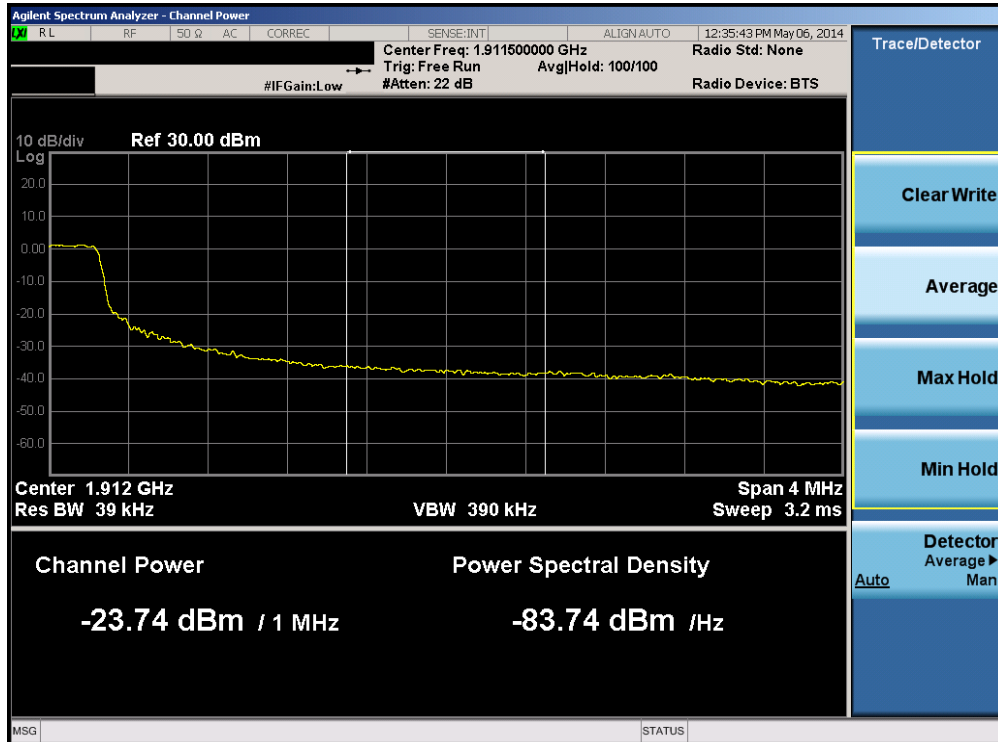 Agilent Spectrum Analyzer - Channel Power
LXI RL RF 50 Ω AC CORREC SENSE:INT ALIGN AUTO 12:35:43 PM May 06, 2014
Center Freq: 1.911500000 GHz Radio Std: None
Trig: Free Run Avg|Hold: 100/100
#IFGain:Low #Atten: 22 dB Radio Device: BTS
10 dB/div Ref 30.00 dBm
Log
20.0
10.0
0.00
-10.0
-20.0
-30.0
-40.0
-50.0
-60.0
Center 1.912 GHz Span 4 MHz
Res BW 39 kHz VBW 390 kHz Sweep 3.2 ms
Channel Power Power Spectral Density
-23.74 dBm / 1 MHz -83.74 dBm /Hz
MSG STATUS
Trace/Detector
Clear Write
Average
Max Hold
Min Hold
Detector
Average
Auto Man